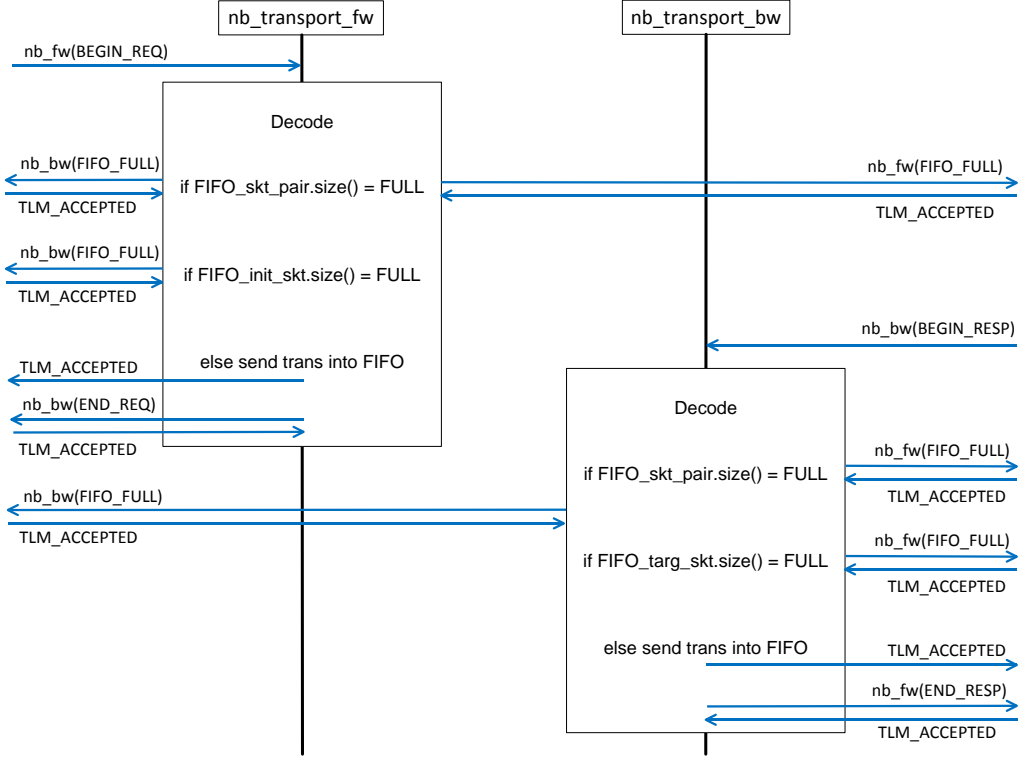 nb_transport_fw
nb_transport_bw
nb_fw(BEGIN_REQ)
Decode
nb_bw(FIFO_FULL)
if FIFO_skt_pair.size() = FULL
nb_fw(FIFO_FULL)
TLM_ACCEPTED
TLM_ACCEPTED
nb_bw(FIFO_FULL)
if FIFO_init_skt.size() = FULL
TLM_ACCEPTED
nb_bw(BEGIN_RESP)
else send trans into FIFO
TLM_ACCEPTED
nb_bw(END_REQ)
Decode
TLM_ACCEPTED
nb_fw(FIFO_FULL)
if FIFO_skt_pair.size() = FULL
nb_bw(FIFO_FULL)
TLM_ACCEPTED
TLM_ACCEPTED
nb_fw(FIFO_FULL)
if FIFO_targ_skt.size() = FULL
TLM_ACCEPTED
else send trans into FIFO
TLM_ACCEPTED
nb_fw(END_RESP)
TLM_ACCEPTED